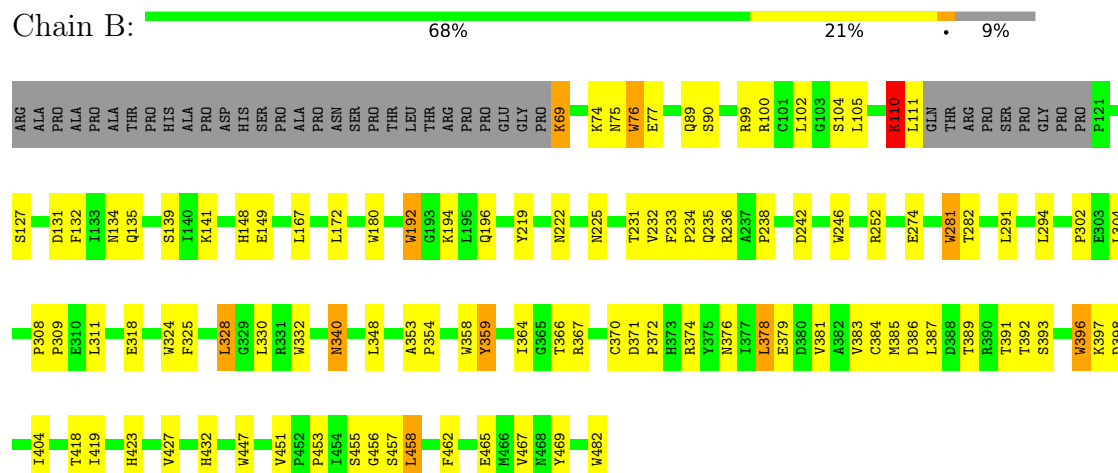 Chain B:
68% 21% • 9%
ARG ALA PRO ALA PRO ALA THR PRO HIS ALA PRO ASP HIS SER PRO ALA PRO ASN SER PRO THR LEU THR ARG PRO PRO GLU GLY PRO K69 K74 N75 W76 E77 Q89 S90 R99 R100 C101 L102 G103 S104 L105 K110 L111 GLN THR ARG PRO SER PRO GLY PRO PRO P121
S127 D131 F132 I133 N134 Q135 S139 I140 K141 H148 E149 L167 L172 W180 W192 G193 K194 L195 Q196 Y219 N222 N225 T231 V232 F233 P234 Q235 R236 A237 P238 D242 W246 R252 E274 W281 T282 L291 L294 P302 E303 L304
P308 P309 E310 L311 E318 W324 F325 L328 G329 L330 R331 W332 N340 L348 A353 P354 W358 Y359 I364 G365 T366 R367 C370 D371 P372 H373 R374 Y375 N376 I377 L378 E379 D380 V381 A382 V383 C384 M385 D386 L387 D388 T389 R390 T391 T392 S393 W396 K397 D398
I404 T418 I419 H423 V427 H432 W447 V451 P452 P453 I454 S455 G456 S457 L458 F462 E465 M466 V467 N468 Y469 W482